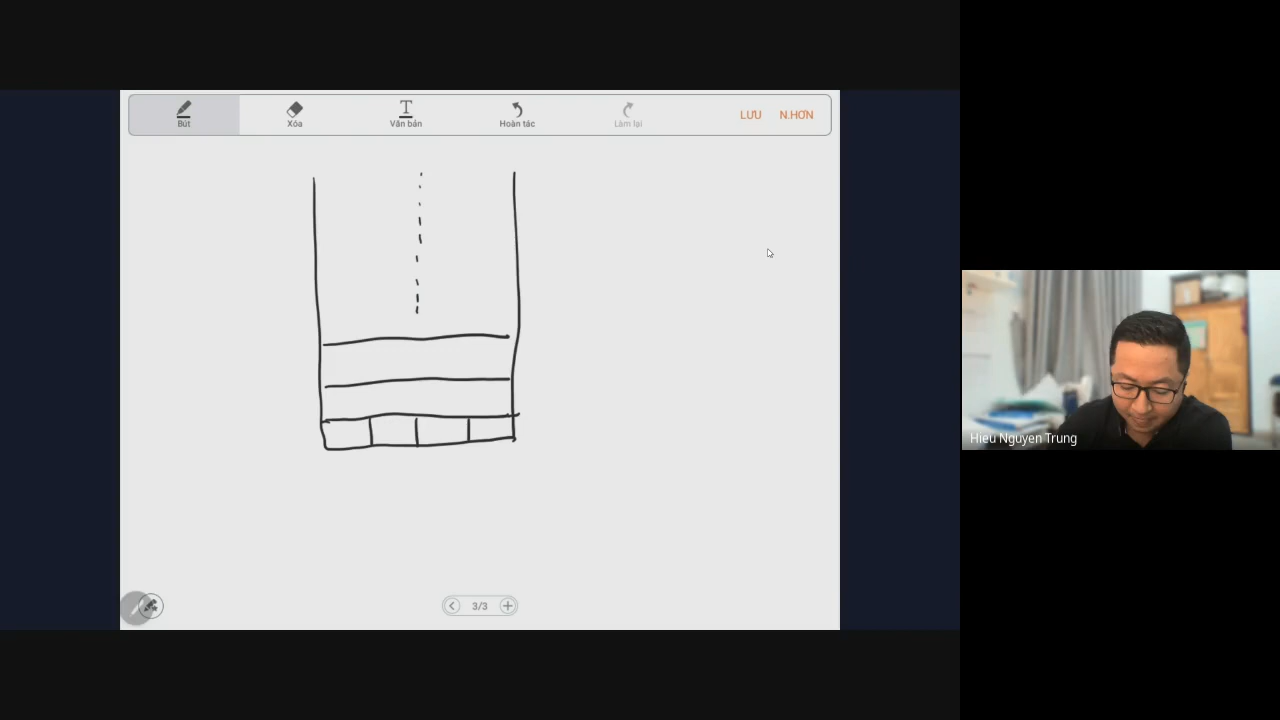 Bút
Xóa
T
Văn bản
Hoàn tác
Làm lại
LƯU
N.HƠN
Hieu Nguyen Trung
3/3